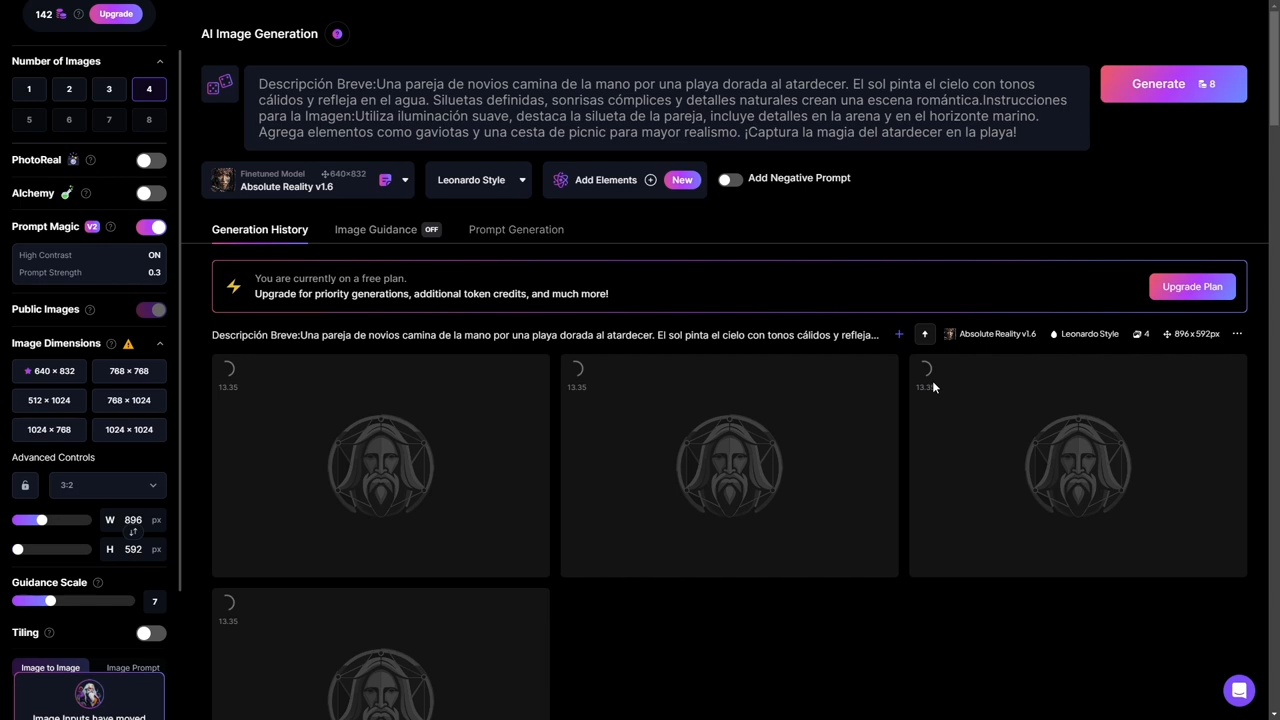 142
Upgrade
Number of Images
1 2 3 4
5 6 7 8
PhotoReal
Alchemy
Prompt Magic V2
High Contrast ON
Prompt Strength 0.3
Public Images
Image Dimensions
640 × 832 768 × 768
512 × 1024 768 × 1024
1024 × 768 1024 × 1024
Advanced Controls
3:2
W 896 px
H 592 px
Guidance Scale
7
Tiling
Image to Image Image Prompt
Image Inputs have moved
AI Image Generation ?
Descripción Breve:Una pareja de novios camina de la mano por una playa dorada al atardecer. El sol pinta el cielo con tonos
cálidos y refleja en el agua. Siluetas definidas, sonrisas cómplices y detalles naturales crean una escena romántica.Instrucciones
para la Imagen:Utiliza iluminación suave, destaca la silueta de la pareja, incluye detalles en la arena y en el horizonte marino.
Agrega elementos como gaviotas y una cesta de picnic para mayor realismo. ¡Captura la magia del atardecer en la playa!
Generate 8
Finetuned Model 640×832
Absolute Reality v1.6
Leonardo Style
Add Elements New
Add Negative Prompt
Generation History Image Guidance OFF Prompt Generation
You are currently on a free plan.
Upgrade for priority generations, additional token credits, and much more!
Upgrade Plan
Descripción Breve:Una pareja de novios camina de la mano por una playa dorada al atardecer. El sol pinta el cielo con tonos cálidos y refleja...
Absolute Reality v1.6 Leonardo Style 4 896x592px
13.35 13.35
13.35